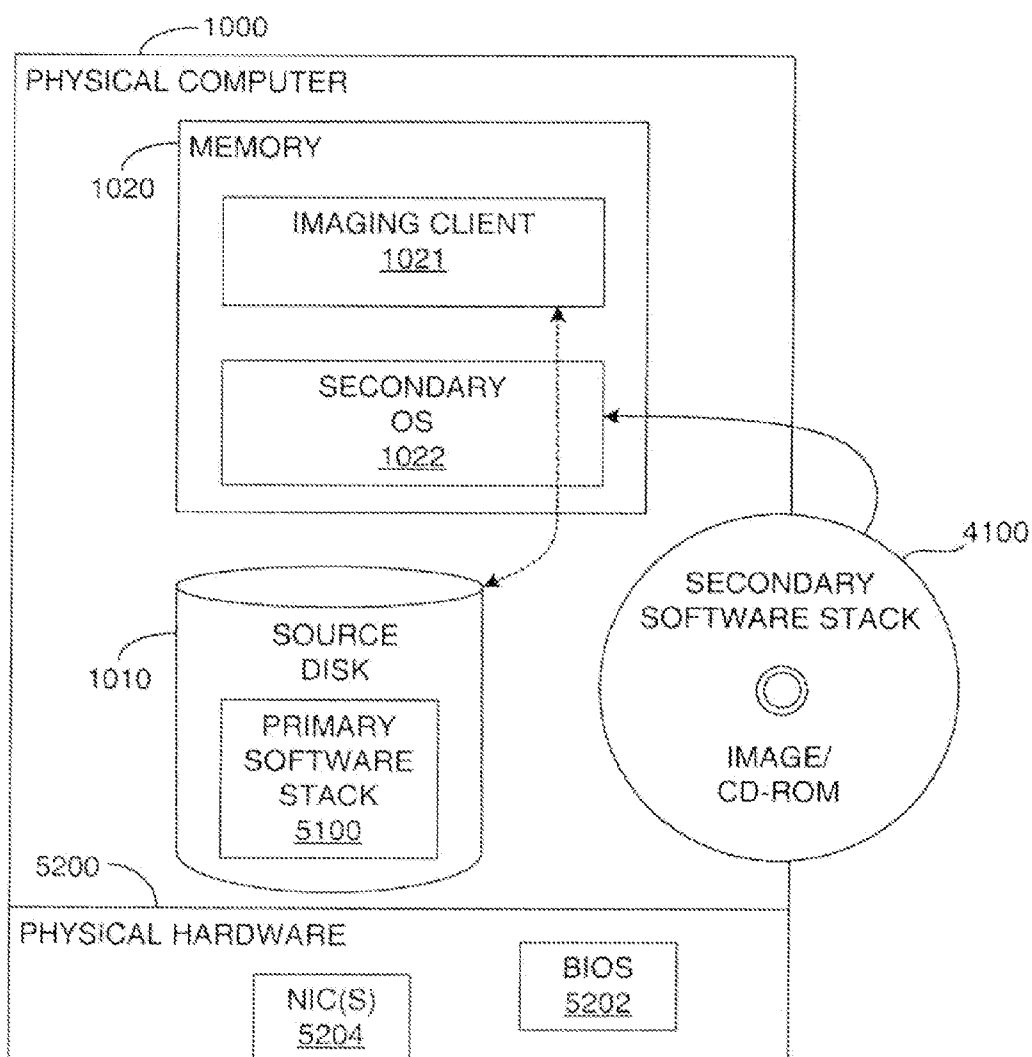 1000
PHYSICAL COMPUTER
MEMORY
1020
IMAGING CLIENT
1021
SECONDARY
OS
1022
4100
SECONDARY
SOFTWARE STACK
IMAGE/
CD-ROM
1010
SOURCE
DISK
PRIMARY
SOFTWARE
STACK
5100
5200
PHYSICAL HARDWARE
BIOS
5202
NIC(S)
5204